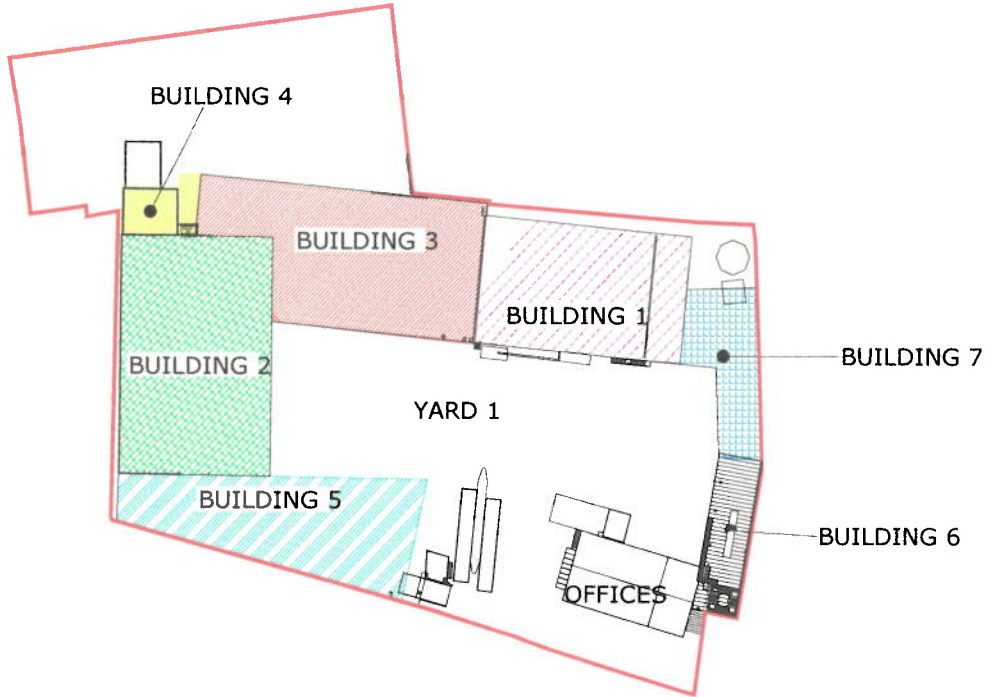 BUILDING 4
BUILDING 3
BUILDING 1
BUILDING 7
BUILDING 2
YARD 1
BUILDING 5
BUILDING 6
OFFICES